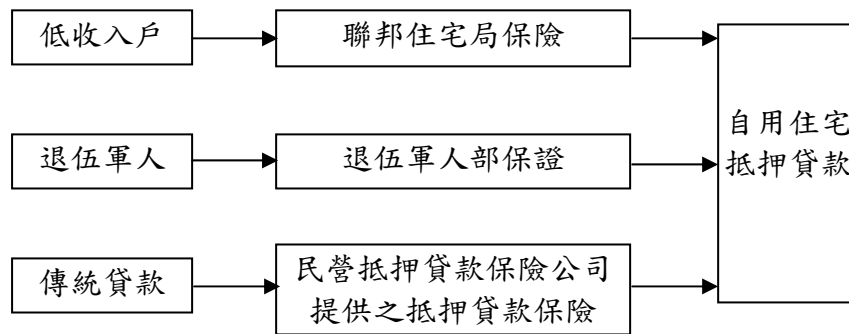 低收入戶
聯邦住宅局保險
退伍軍人
退伍軍人部保證
自用住宅
抵押貸款
傳統貸款
民營抵押貸款保險公司
提供之抵押貸款保險